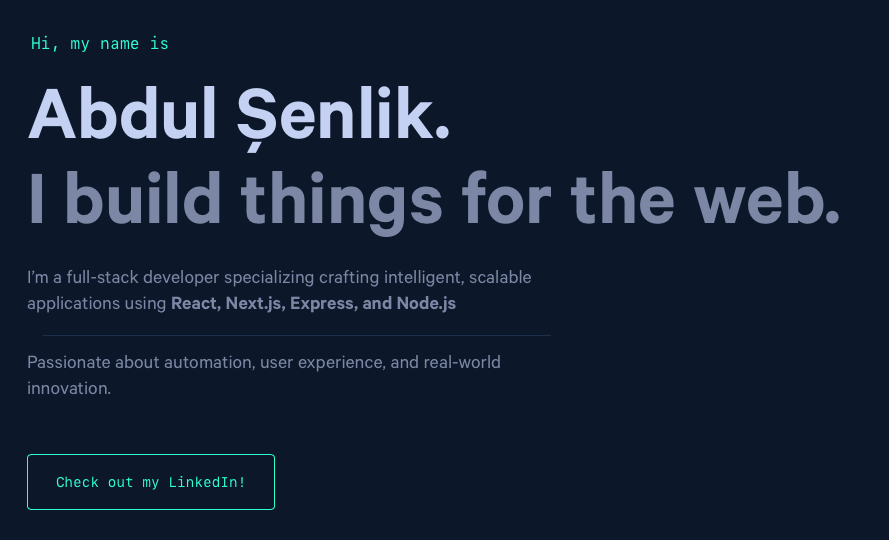 Hi, my name is
Abdul Șenlik.
I build things for the web.
I'm a full-stack developer specializing crafting intelligent, scalable
applications using React, Next.js, Express, and Node.js
Passionate about automation, user experience, and real-world
innovation.
Check out my LinkedIn!